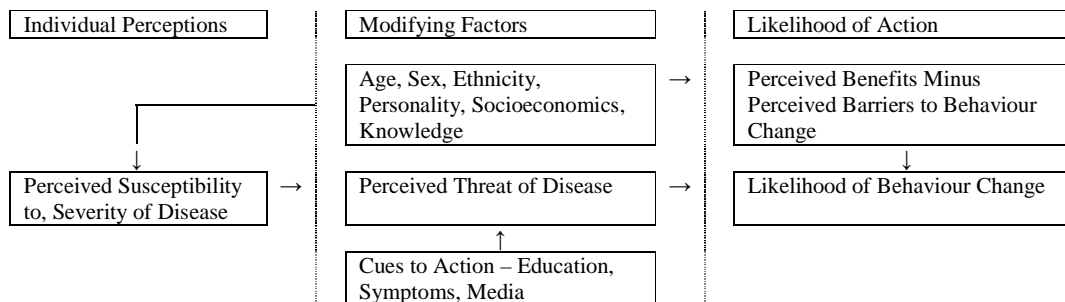 Individual Perceptions
Modifying Factors
Likelihood of Action
Age, Sex, Ethnicity,
Personality, Socioeconomics,
Knowledge
Perceived Benefits Minus
Perceived Barriers to Behaviour
Change
Perceived Susceptibility
to, Severity of Disease
Perceived Threat of Disease
Likelihood of Behaviour Change
Cues to Action – Education,
Symptoms, Media